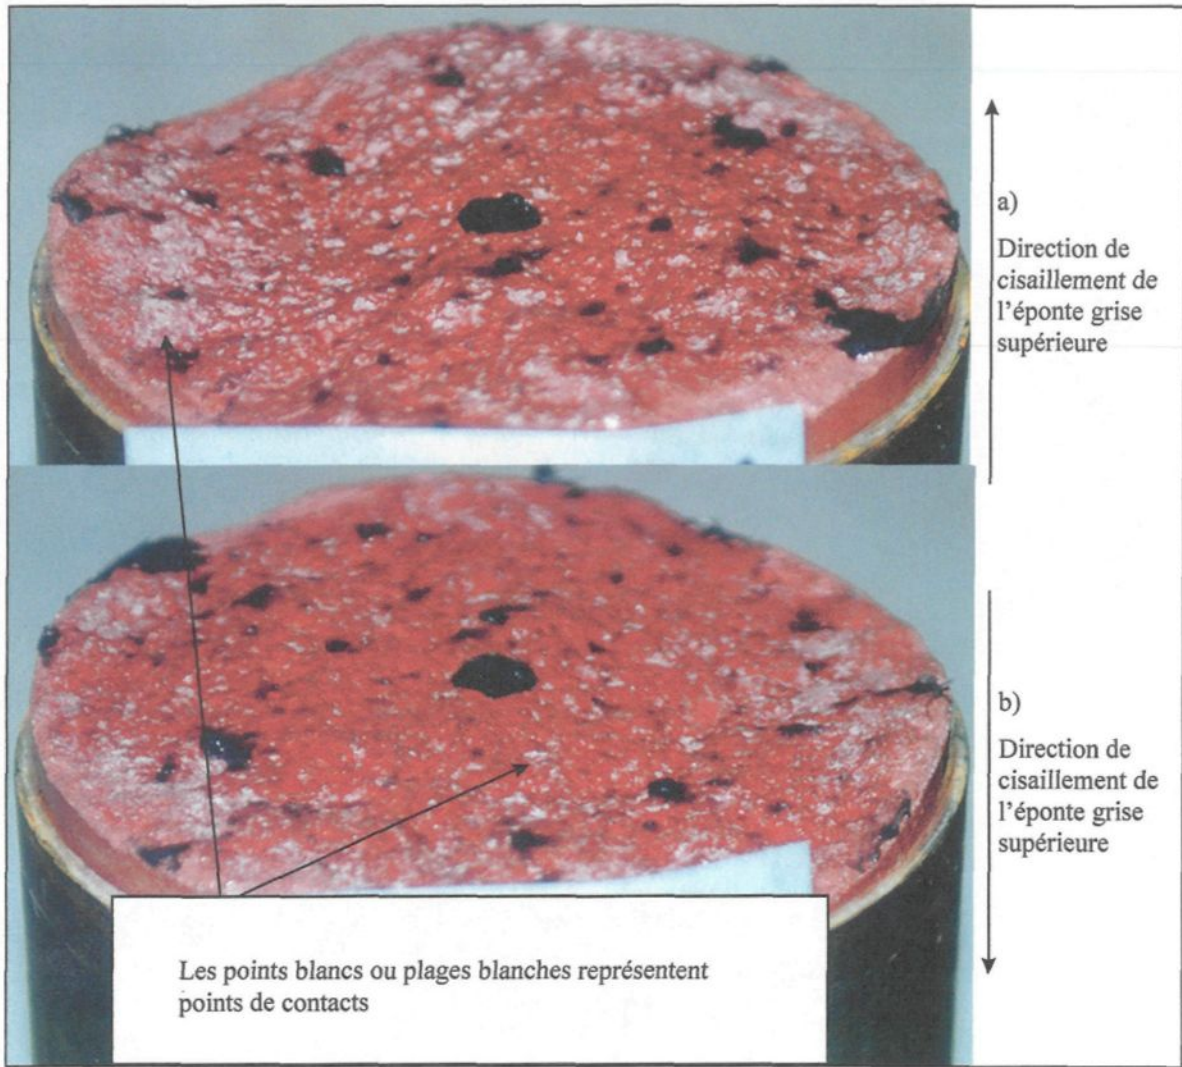 a)
Direction de
cisaillement de
l'éponte grise
supérieure
b)
Direction de
cisaillement de
l'éponte grise
supérieure
Les points blancs ou plages blanches représentent
points de contacts